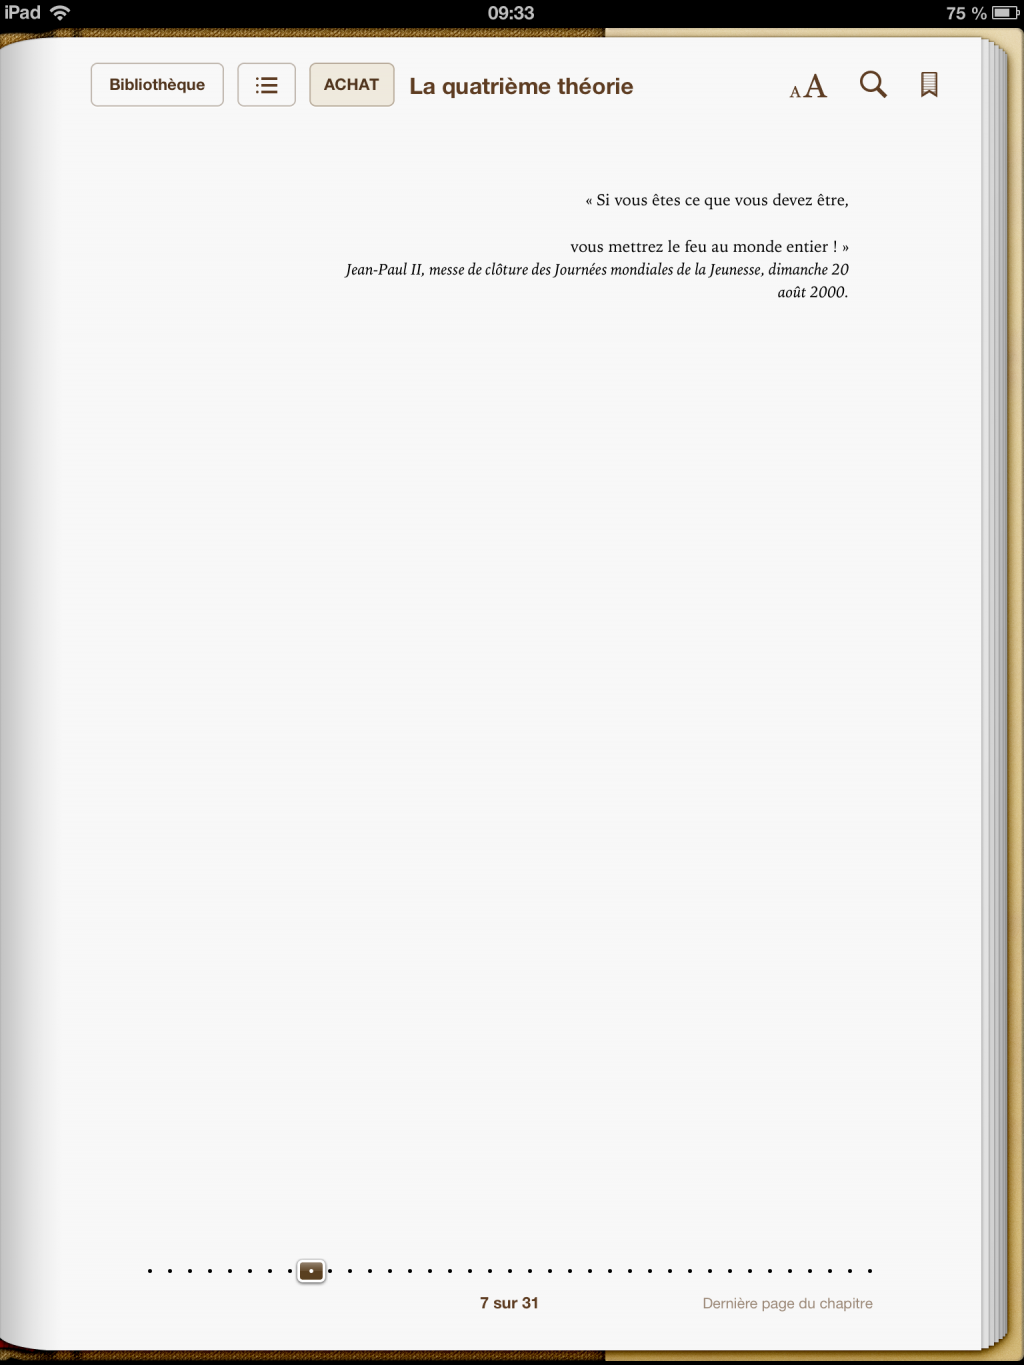 iPad 09:33 75 %
Bibliothèque ACHAT La quatrième théorie AA
« Si vous êtes ce que vous devez être,
vous mettrez le feu au monde entier ! »
Jean-Paul II, messe de clôture des Journées mondiales de la Jeunesse, dimanche 20
août 2000.
7 sur 31 Dernière page du chapitre